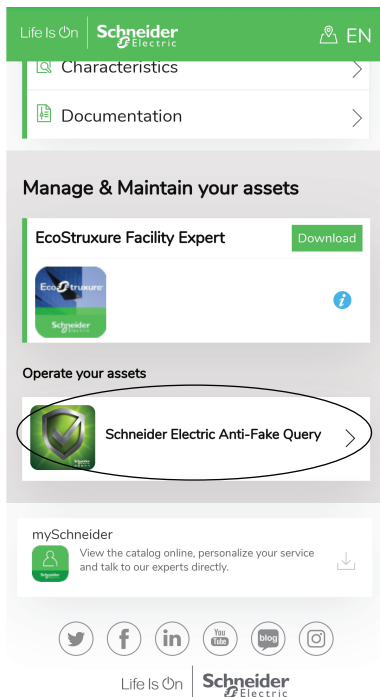 Life Is On Schneider Electric EN
Characteristics
Documentation
Manage & Maintain your assets
EcoStruxure Facility Expert Download
EcoStruxure
Schneider Electric
i
Operate your assets
Schneider Electric Anti-Fake Query
mySchneider
View the catalog online, personalize your service
and talk to our experts directly.
Schneider
f in You Tube blog
Life Is On Schneider Electric